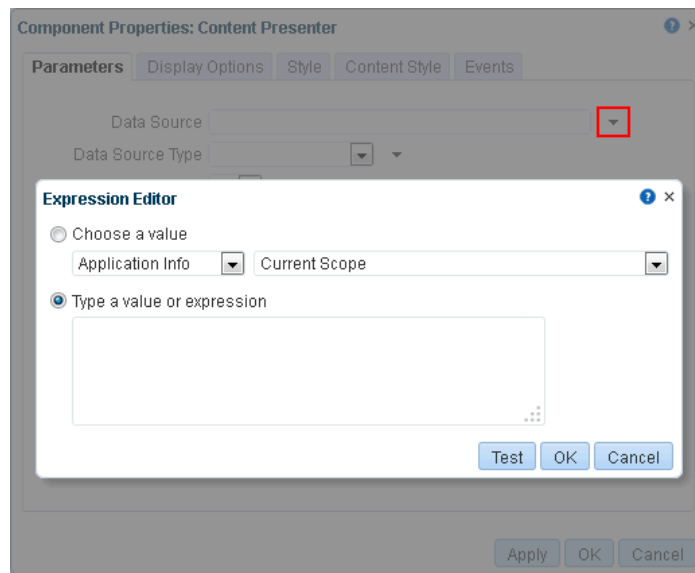 Component Properties: Content Presenter
Parameters Display Options Style Content Style Events
Data Source
Data Source Type
Expression Editor
Choose a value
Application Info Current Scope
Type a value or expression
Test OK Cancel
Apply OK Cancel